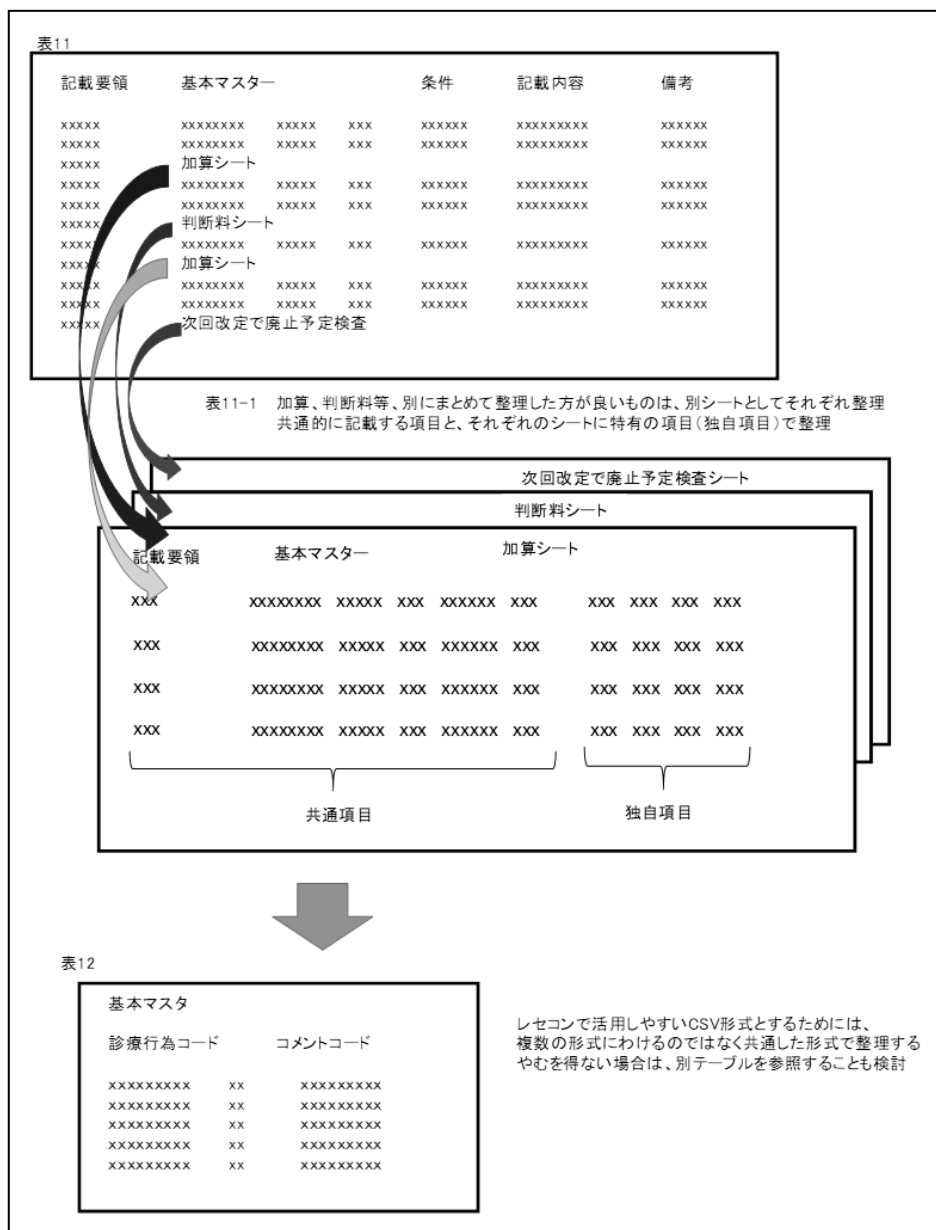 表11
記載要領 基本マスター 条件 記載内容 備考
xxxxx xxxxxxxx xxxxx xxx xxxxxx xxxxxxxxx xxxxxx
xxxxx xxxxxxxx xxxxx xxx xxxxxx xxxxxxxxx xxxxxx
xxxxx 加算シート
xxxxx xxxxxxxx xxxxx xxx xxxxxx xxxxxxxxx xxxxxx
xxxxx xxxxxxxx xxxxx xxx xxxxxx xxxxxxxxx xxxxxx
xxxxx 判断料シート
xxxxx xxxxxxxx xxxxx xxx xxxxxx xxxxxxxxx xxxxxx
xxxxx 加算シート
xxxxx xxxxxxxx xxxxx xxx xxxxxx xxxxxxxxx xxxxxx
xxxxx xxxxxxxx xxxxx xxx xxxxxx xxxxxxxxx xxxxxx
xxxxx 次回改定で廃止予定検査
表11-1 加算、判断料等、別にまとめて整理した方が良いものは、別シートとしてそれぞれ整理
共通的に記載する項目と、それぞれのシートに特有の項目(独自項目)で整理
次回改定で廃止予定検査シート
判断料シート
記載要領 基本マスター 加算シート
xxx xxxxxxxx xxxxx xxx xxxxxx xxx xxx xxx xxx xxx
xxx xxxxxxxx xxxxx xxx xxxxxx xxx xxx xxx xxx xxx
xxx xxxxxxxx xxxxx xxx xxxxxx xxx xxx xxx xxx xxx
xxx xxxxxxxx xxxxx xxx xxxxxx xxx xxx xxx xxx xxx
共通項目 独自項目
表12
基本マスタ
診療行為コード コメントコード
xxxxxxxxx xx xxxxxxxxx
xxxxxxxxx xx xxxxxxxxx
xxxxxxxxx xx xxxxxxxxx
xxxxxxxxx xx xxxxxxxxx
xxxxxxxxx xx xxxxxxxxx
レセコンで活用しやすいCSV形式とするためには、
複数の形式にわけるのではなく共通した形式で整理する
やむを得ない場合は、別テーブルを参照することも検討